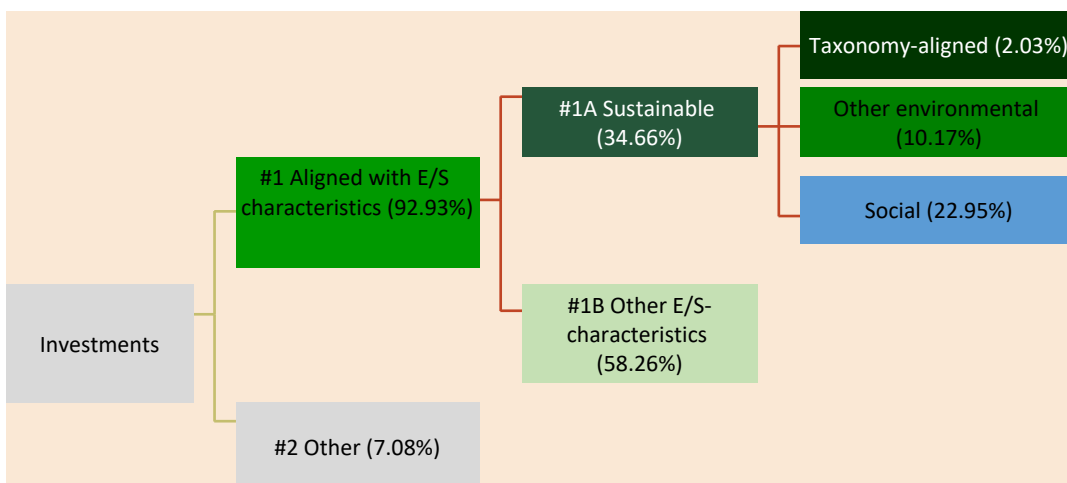 Taxonomy-aligned (2.03%)
#1A Sustainable
(34.66%)
Other environmental
(10.17%)
#1 Aligned with E/S
characteristics (92.93%)
Social (22.95%)
Investments
#1B Other E/S-
characteristics
(58.26%)
#2 Other (7.08%)